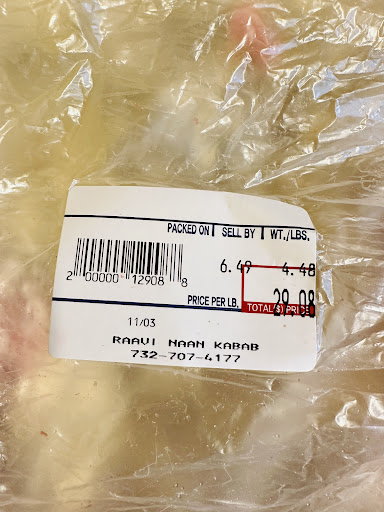 PACKED ON SELL BY WT./LBS.
6.49 4.48
2 00000 12908 8
PRICE PER LB. TOTAL($) PRICE
29.08
11/03
RAAVI NAAN KABAB
732-707-4177